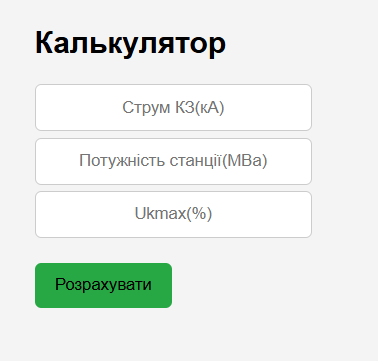 Калькулятор
Струм КЗ(кА)
Потужність станції(МВа)
Ukmax(%)
Розрахувати